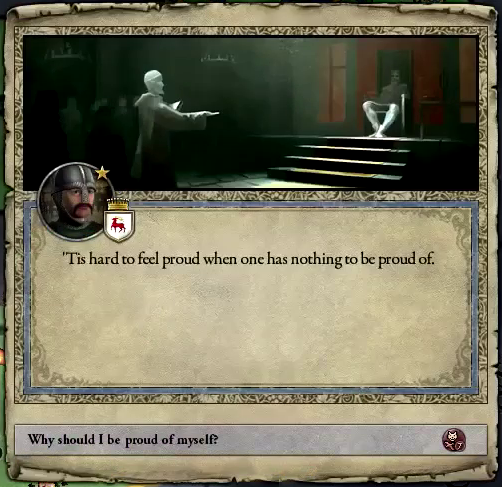 'Tis hard to feel proud when one has nothing to be proud of.
Why should I be proud of myself?